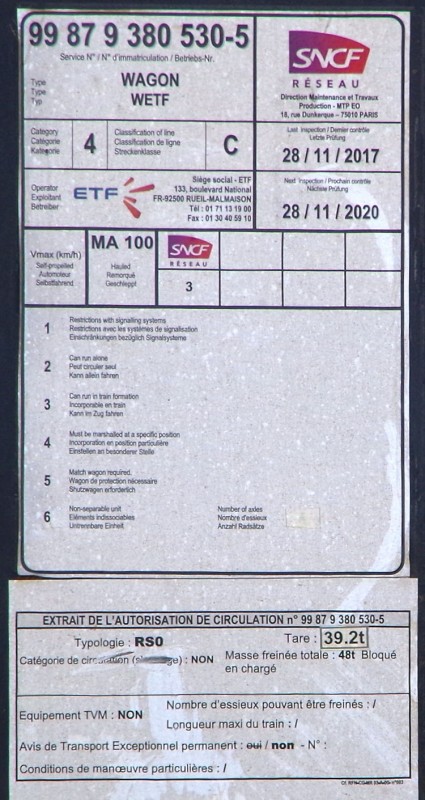 99 87 9 380 530-5
Service N° / N° d'immatriculation / Betriebs-Nr.
Type
Type
Typ
WAGON
WETF
SNCF
RÉSEAU
Direction Maintenance et Travaux
Production - MTP EO
18, rue Dunkerque – 75010 PARIS
Category
Catégorie
Kategorie
4
Classification of line
Classification de ligne
Streckenklasse
C
Last inspection / Dernier contrôle
Letzte Prüfung
28 / 11 / 2017
Operator
Exploitant
Betreiber
ETF
Siège social - ETF
133, boulevard National
FR-92500 RUEIL-MALMAISON
Tél : 01 71 13 19 00
Fax : 01 30 40 59 10
Next inspection / Prochain contrôle
Nächste Prüfung
28 / 11 / 2020
Vmax (km/h)
Self-propelled
Automoteur
Selbstfahrend
MA 100
Hauled
Remorqué
Geschleppt
SNCF
RÉSEAU
3
1
Restrictions with signalling systems
Restrictions avec les systèmes de signalisation
Einschränkungen bezüglich Signalsysteme
2
Can run alone
Peut circuler seul
Kann allein fahren
3
Can run in train formation
Incorporable en train
Kann im Zug fahren
4
Must be marshalled at a specific position
Incorporation en position particulière
Einstellen an besonderer Stelle
5
Match wagon required
Wagon de protection nécessaire
Shutzwagen erforderlich
6
Non-separable unit
Eléments indissociables
Untrennbare Einheit
Number of axles
Nombre d'essieux
Anzahl Radsätze
EXTRAIT DE L'AUTORISATION DE CIRCULATION n° 99 87 9 380 530-5
Typologie : RS0
Tare : 39.2t
Catégorie de circulation : NON
Masse freinée totale : 48t Bloqué
en chargé
Equipement TVM : NON
Nombre d'essieux pouvant être freinés : /
Longueur maxi du train : /
Avis de Transport Exceptionnel permanent : oui / non - N° :
Conditions de manœuvre particulières : /